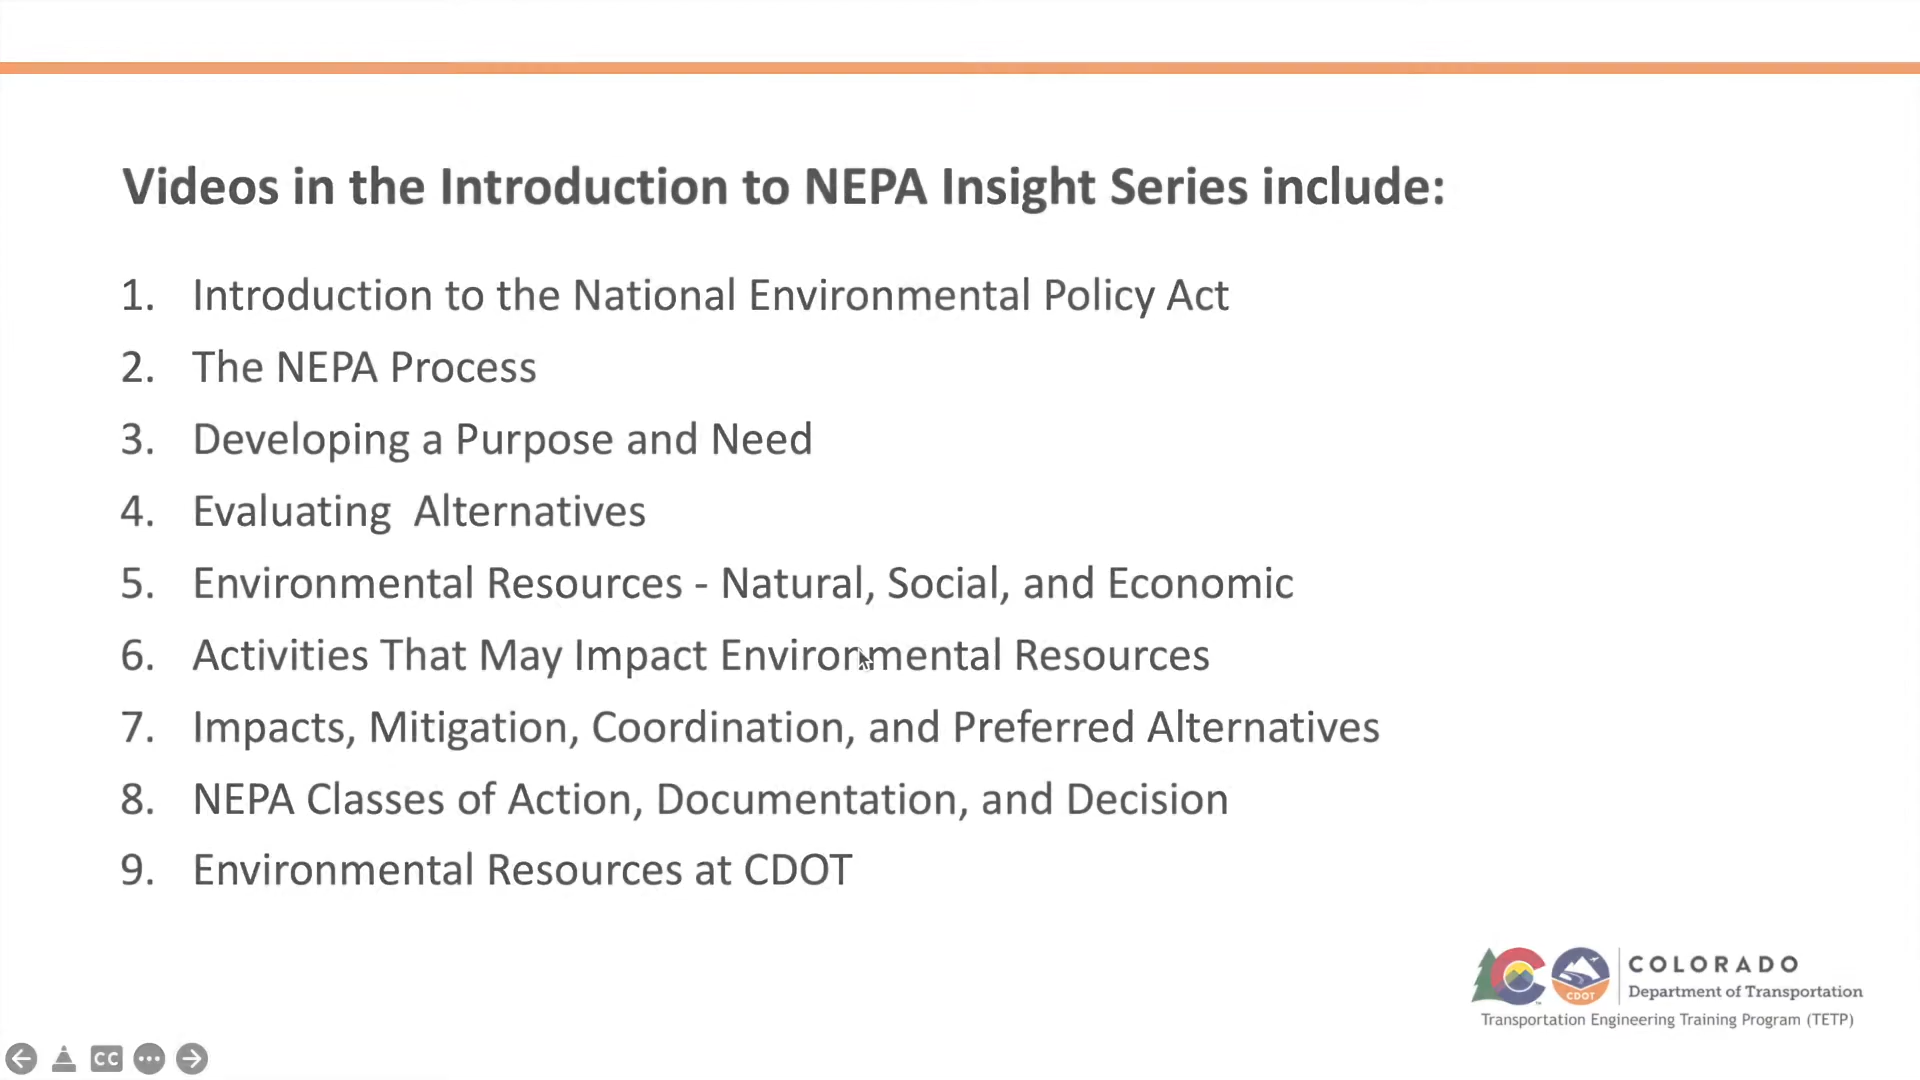 Videos in the Introduction to NEPA Insight Series include:
1. Introduction to the National Environmental Policy Act
2. The NEPA Process
3. Developing a Purpose and Need
4. Evaluating  Alternatives
5. Environmental Resources - Natural, Social, and Economic
6. Activities That May Impact Environmental Resources
7. Impacts, Mitigation, Coordination, and Preferred Alternatives
8. NEPA Classes of Action, Documentation, and Decision
9. Environmental Resources at CDOT
CDOT
COLORADO
Department of Transportation
Transportation Engineering Training Program (TETP)
CC